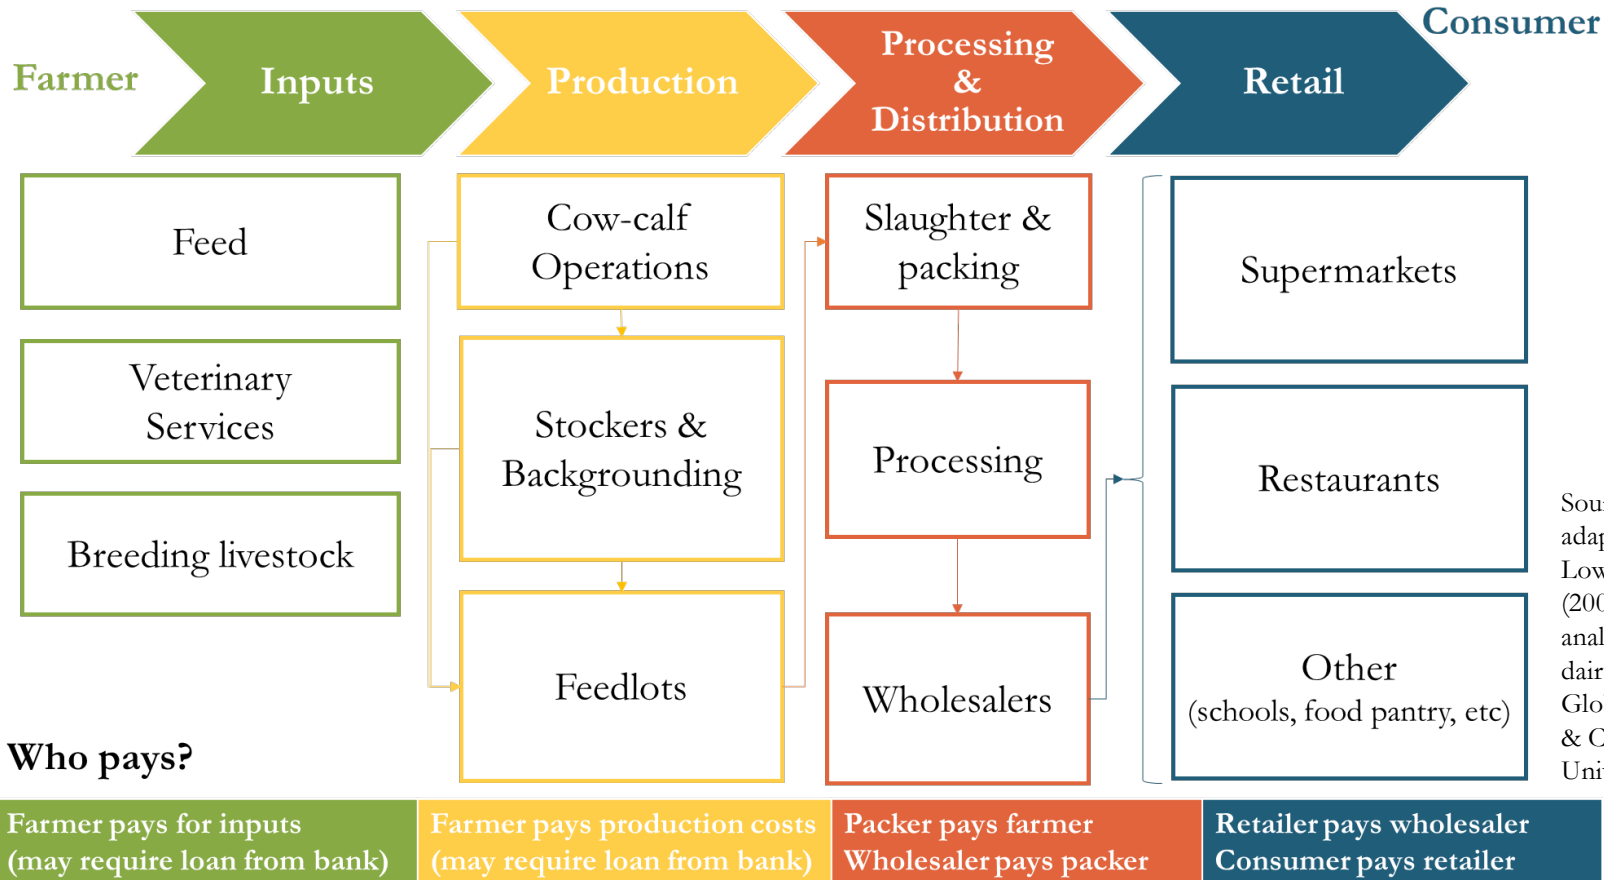 Farmer
Inputs
Production
Processing
&
Distribution
Retail
Consumer
Feed
Veterinary
Services
Breeding livestock
Cow-calf
Operations
Stockers &
Backgrounding
Feedlots
Slaughter &
packing
Processing
Wholesalers
Supermarkets
Restaurants
Other
(schools, food pantry, etc)
Low
(200
& C
Who pays?
Farmer pays for inputs
(may require loan from bank)
Farmer pays production costs
(may require loan from bank)
Packer pays farmer
Wholesaler pays packer
Retailer pays wholesaler
Consumer pays retailer